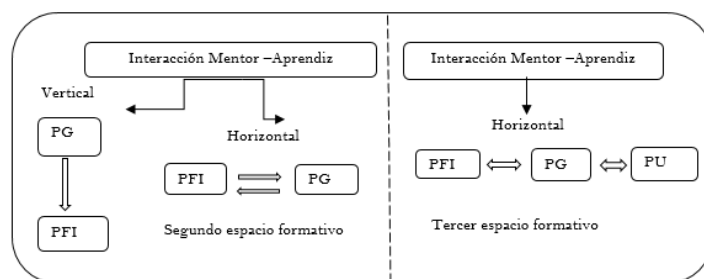 Interacción Mentor –Aprendiz
Vertical
PG
PFI
Horizontal
PFI
PG
Segundo espacio formativo
Interacción Mentor –Aprendiz
Horizontal
PFI
PG
PU
Tercer espacio formativo